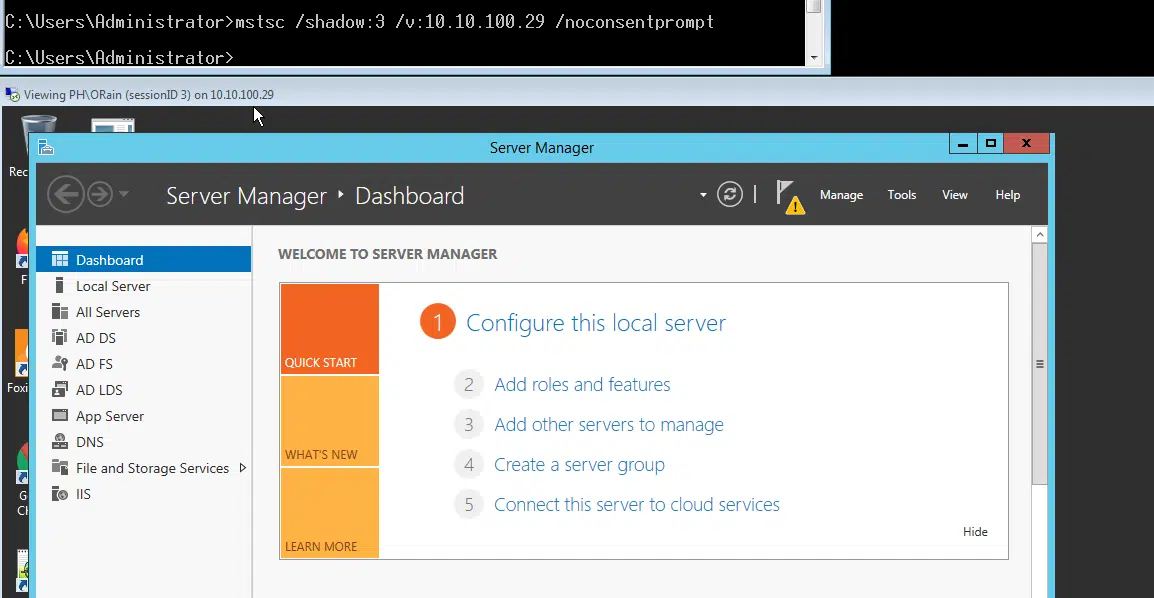 C:\Users\Administrator>mstsc /shadow:3 /v:10.10.100.29 /noconsentprompt
C:\Users\Administrator>
Viewing PH\ORain (sessionID 3) on 10.10.100.29
Rec
Server Manager
Server Manager Dashboard
Manage Tools View Help
Dashboard
Local Server
All Servers
AD DS
AD FS
AD LDS
App Server
DNS
File and Storage Services
IIS
F
Foxi
G
CH
WELCOME TO SERVER MANAGER
QUICK START
WHAT'S NEW
LEARN MORE
1 Configure this local server
2 Add roles and features
3 Add other servers to manage
4 Create a server group
5 Connect this server to cloud services
Hide